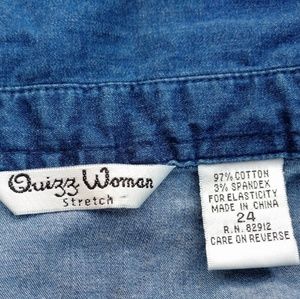 Quizz Woman
Stretch
97% COTTON
3% SPANDEX
FOR ELASTICITY
MADE IN CHINA
24
R.N. 82912
CARE ON REVERSE